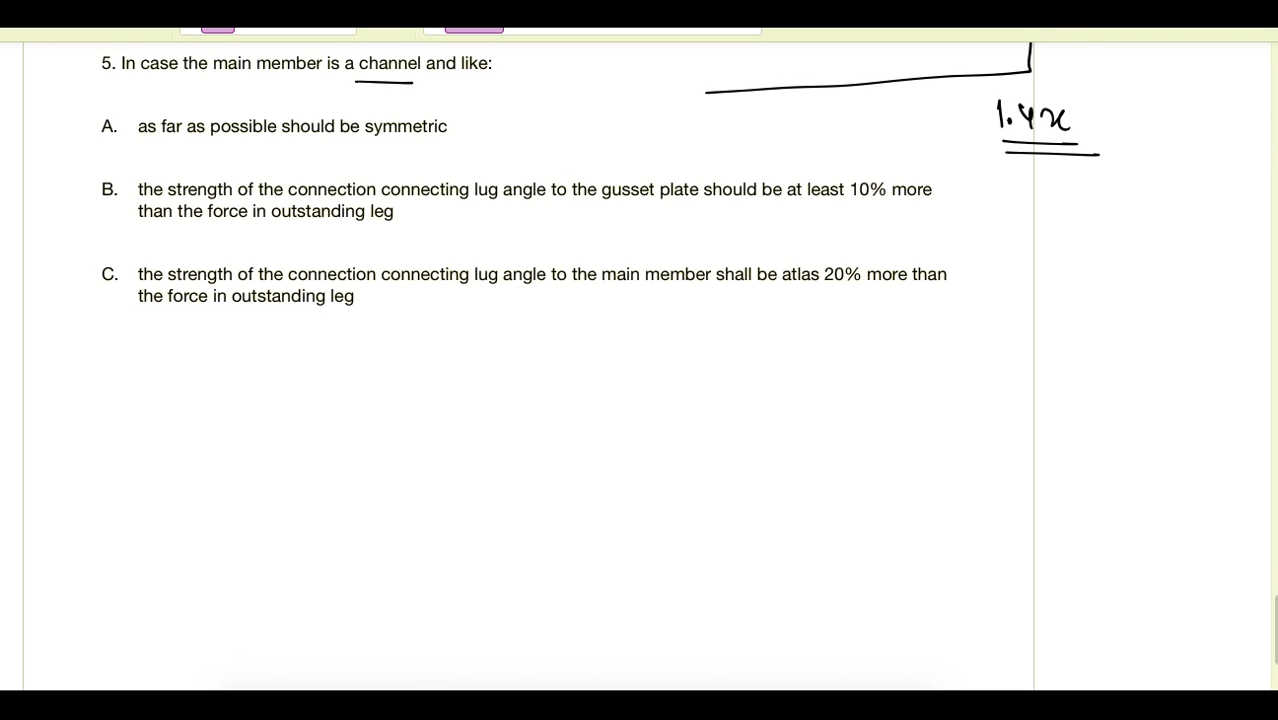 5. In case the main member is a channel and like:
1.4x
A. as far as possible should be symmetric
B. the strength of the connection connecting lug angle to the gusset plate should be at least 10% more
than the force in outstanding leg
C. the strength of the connection connecting lug angle to the main member shall be atlas 20% more than
the force in outstanding leg